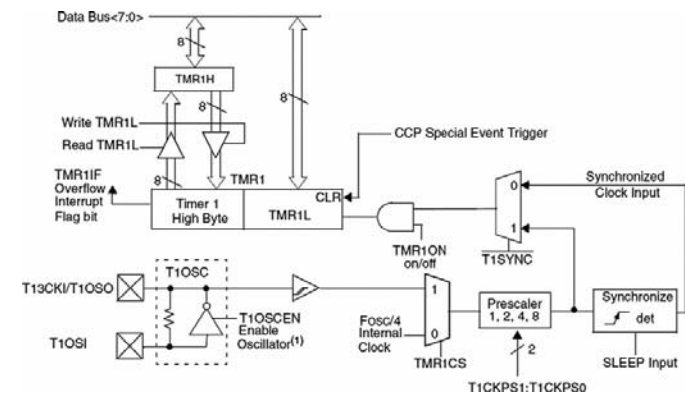 Data Bus<7:0>
8
TMR1H
8
8
Write TMR1L
Read TMR1L
CCP Special Event Trigger
TMR1IF
Overflow
Interrupt
Flag bit
8
TMR1
Timer 1
High Byte
TMR1L
CLR
TMR1ON
on/off
0
1
T1SYNC
Synchronized
Clock Input
T1OSC
T13CKI/T1OSO
T1OSI
T1OSCEN
Enable
Oscillator(1)
1
0
FOSC/4
Internal
Clock
TMR1CS
Prescaler
1, 2, 4, 8
2
T1CKPS1:T1CKPS0
Synchronize
det
SLEEP Input